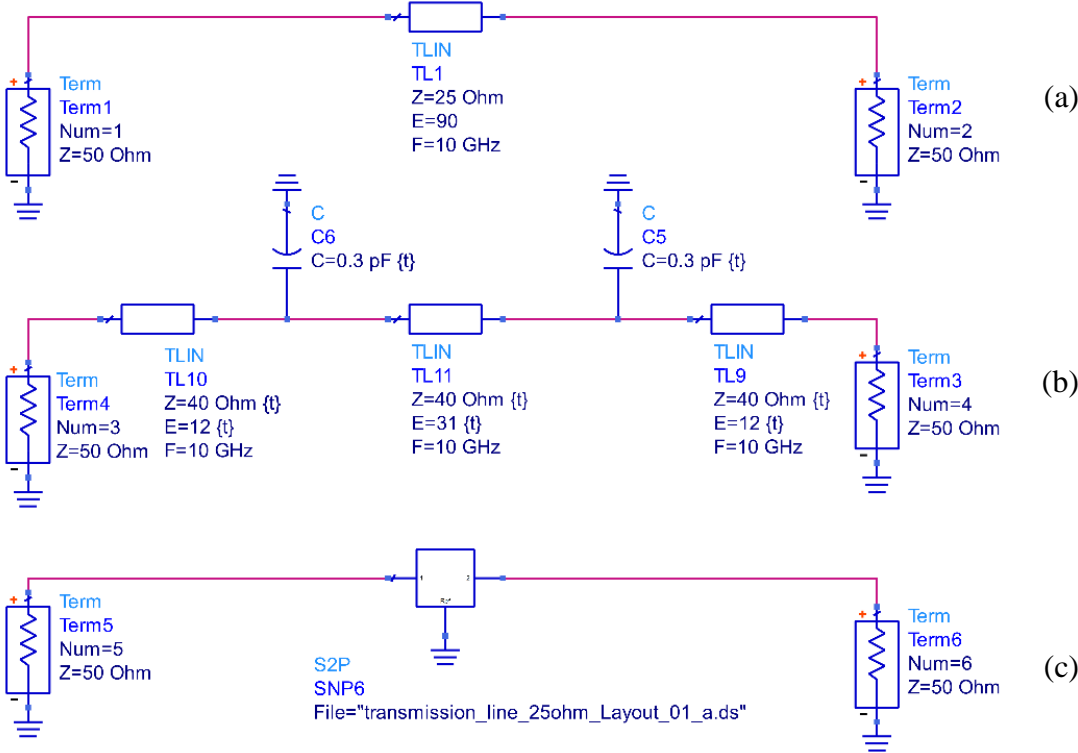 TLIN
TL1
Z=25 Ohm
E=90
F=10 GHz
+
Term
Term1
Num=1
Z=50 Ohm
-
+
Term
Term2
Num=2
Z=50 Ohm
-
(a)
C
C6
C=0.3 pF {t}
C
C5
C=0.3 pF {t}
TLIN
TL10
Z=40 Ohm {t}
E=12 {t}
F=10 GHz
TLIN
TL11
Z=40 Ohm {t}
E=31 {t}
F=10 GHz
TLIN
TL9
Z=40 Ohm {t}
E=12 {t}
F=10 GHz
+
Term
Term4
Num=3
Z=50 Ohm
-
+
Term
Term3
Num=4
Z=50 Ohm
-
(b)
1
2
Ref
S2P
SNP6
File="transmission_line_25ohm_Layout_01_a.ds"
+
Term
Term5
Num=5
Z=50 Ohm
-
+
Term
Term6
Num=6
Z=50 Ohm
-
(c)